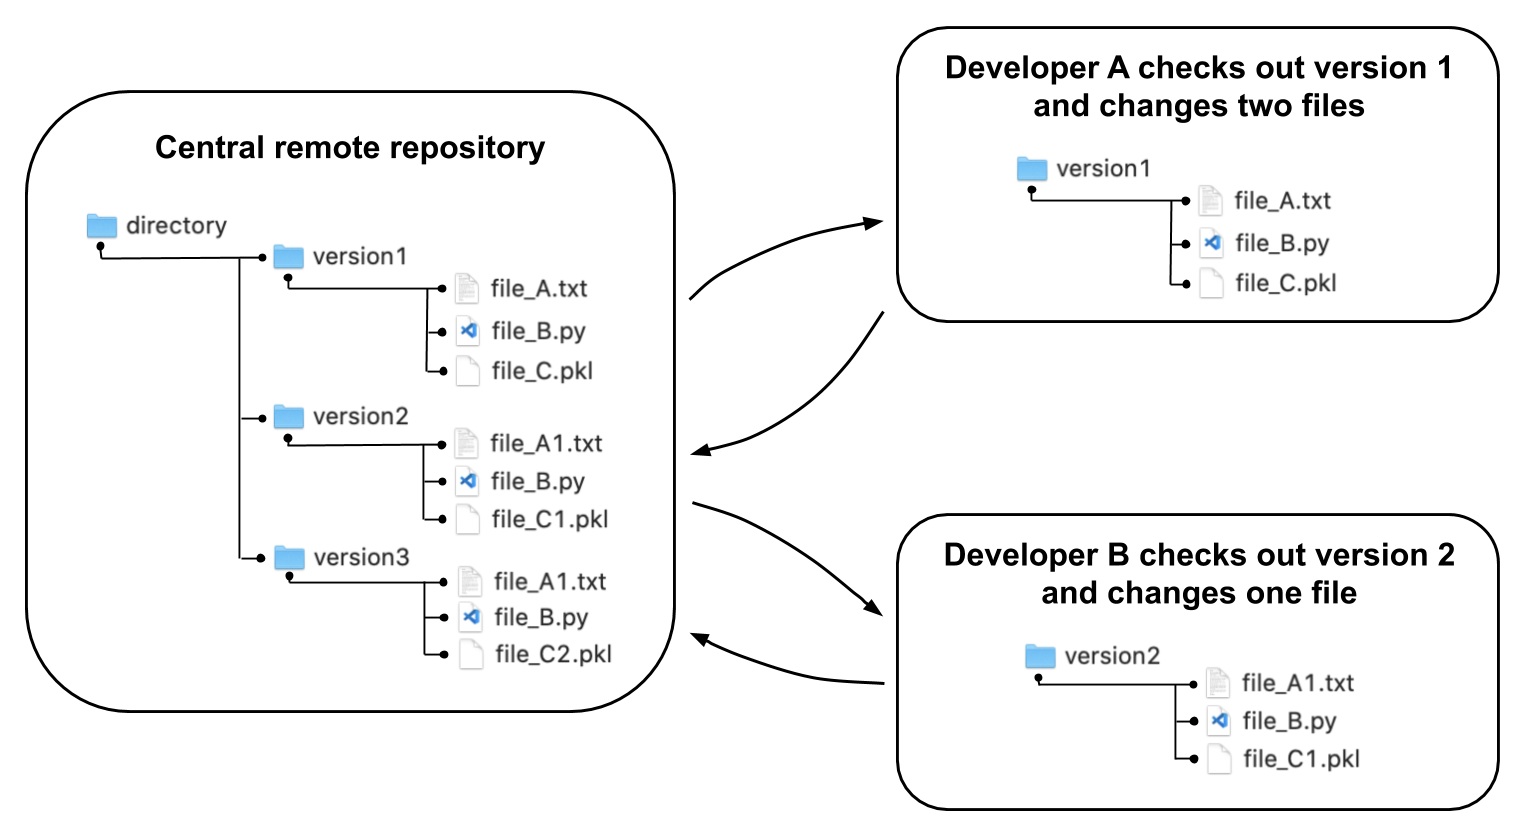 Central remote repository
directory
version1
file_A.txt
file_B.py
file_C.pkl
version2
file_A1.txt
file_B.py
file_C1.pkl
version3
file_A1.txt
file_B.py
file_C2.pkl
Developer A checks out version 1
and changes two files
version1
file_A.txt
file_B.py
file_C.pkl
Developer B checks out version 2
and changes one file
version2
file_A1.txt
file_B.py
file_C1.pkl